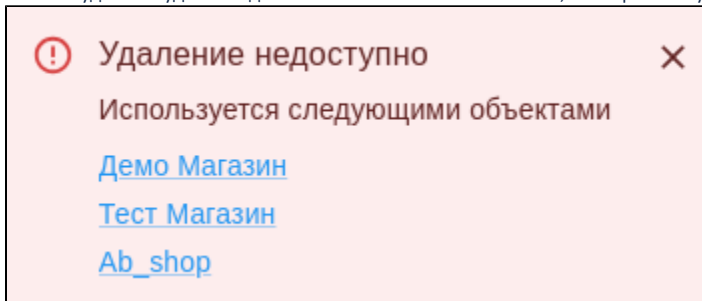 Удаление недоступно
Используется следующими объектами
Демо Магазин
Тест Магазин
Ab_shop